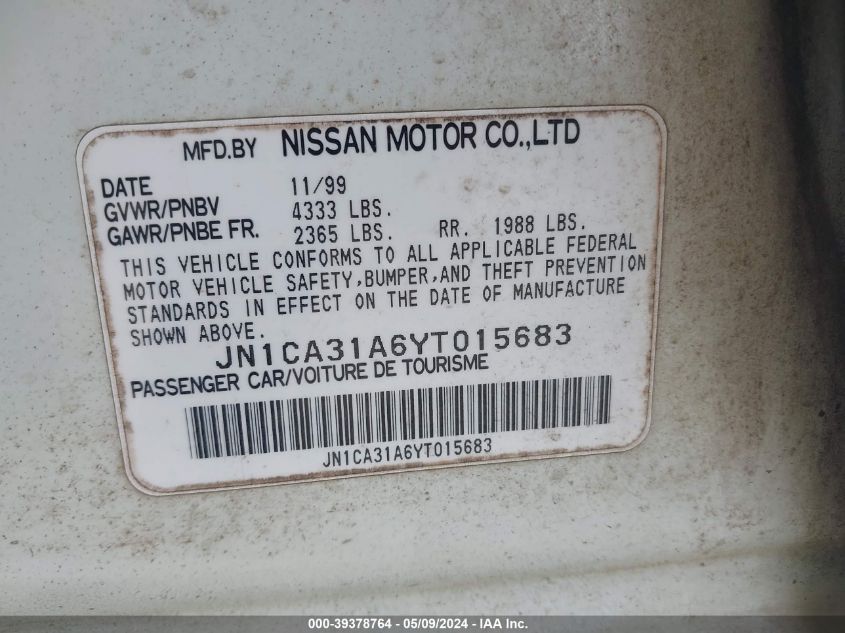 MFD.BY NISSAN MOTOR CO.,LTD
DATE 11/99
GVWR/PNBV 4333 LBS.
GAWR/PNBE FR. 2365 LBS. RR. 1988 LBS.
THIS VEHICLE CONFORMS TO ALL APPLICABLE FEDERAL
MOTOR VEHICLE SAFETY,BUMPER,AND THEFT PREVENTION
STANDARDS IN EFFECT ON THE DATE OF MANUFACTURE
SHOWN ABOVE.
JN1CA31A6YT015683
PASSENGER CAR/VOITURE DE TOURISME
JN1CA31A6YT015683
000-39378764 - 05/09/2024 - IAA Inc.